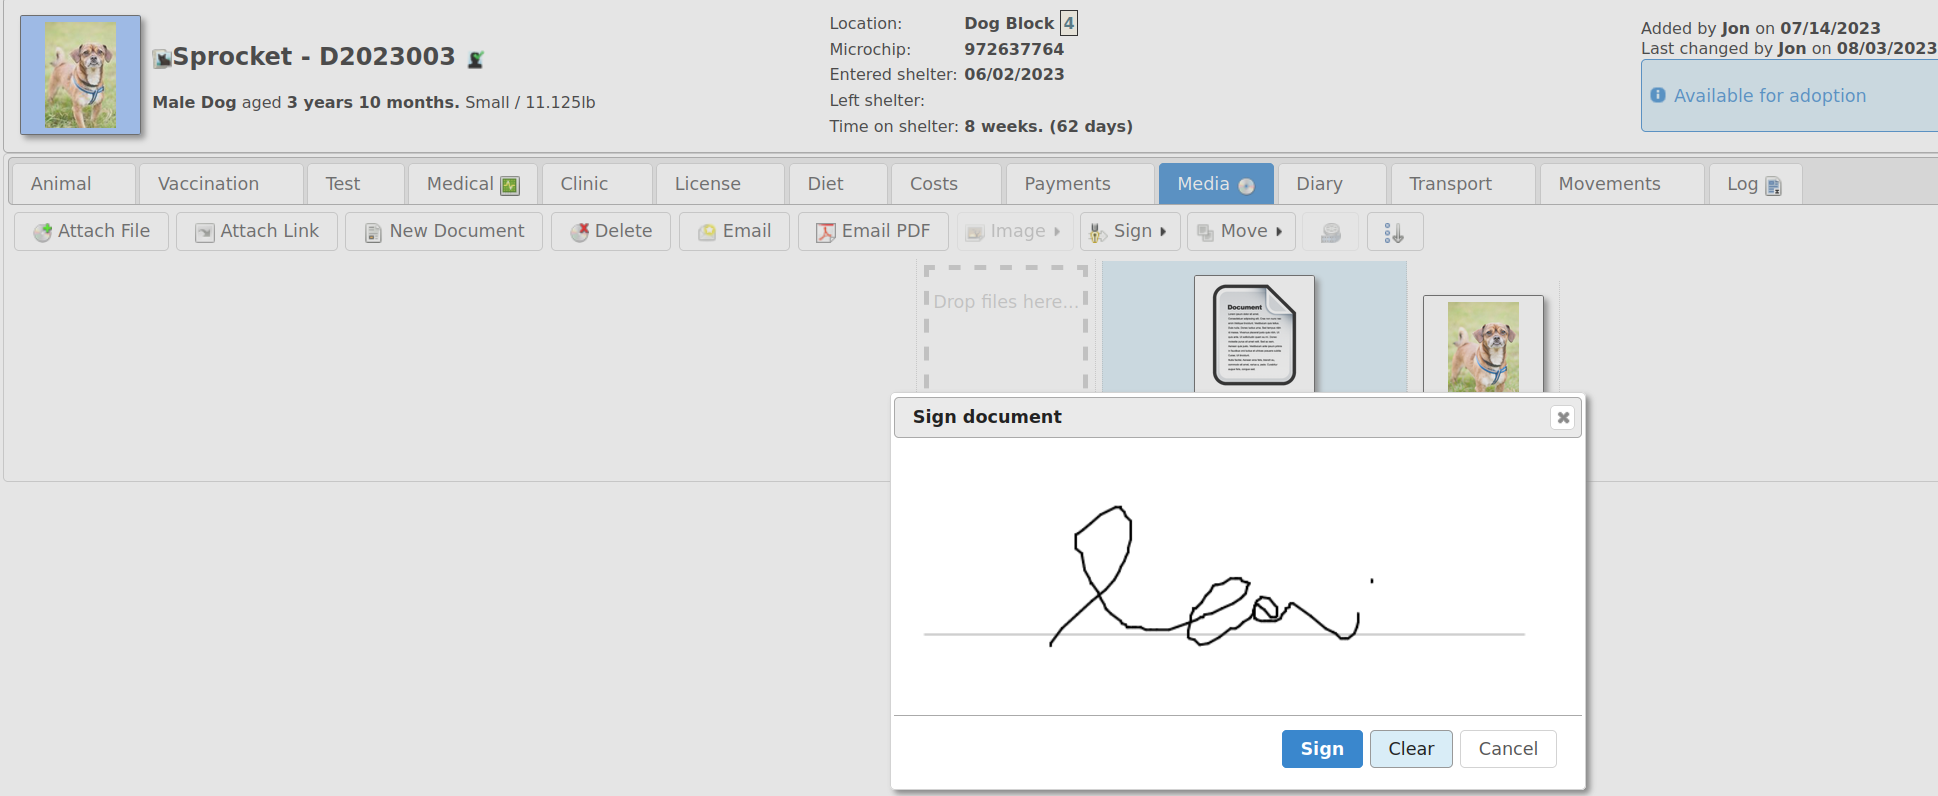 Sprocket - D2023003
Male Dog aged 3 years 10 months. Small / 11.125lb
Location: Dog Block 4
Microchip: 972637764
Entered shelter: 06/02/2023
Left shelter:
Time on shelter: 8 weeks. (62 days)
Added by Jon on 07/14/2023
Last changed by Jon on 08/03/2023
Available for adoption
Animal Vaccination Test Medical Clinic License Diet Costs Payments Media Diary Transport Movements Log
Attach File Attach Link New Document Delete Email Email PDF Image Sign Move
Drop files here...
Document
Sign document
Sign Clear Cancel